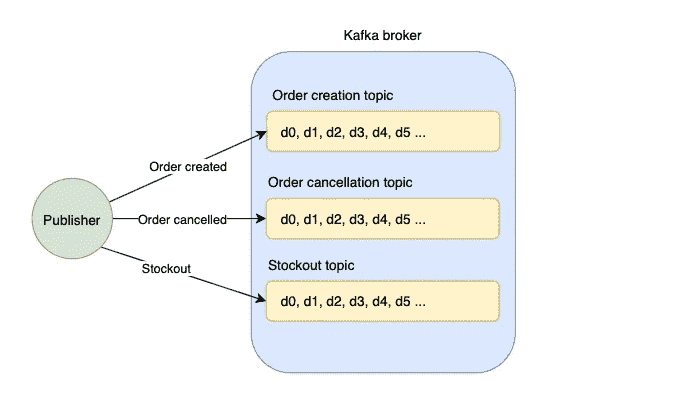 Kafka broker
Order creation topic
d0, d1, d2, d3, d4, d5 ...
Order created
Order cancellation topic
Publisher
Order cancelled
d0, d1, d2, d3, d4, d5 ...
Stockout topic
Stockout
d0, d1, d2, d3, d4, d5 ...